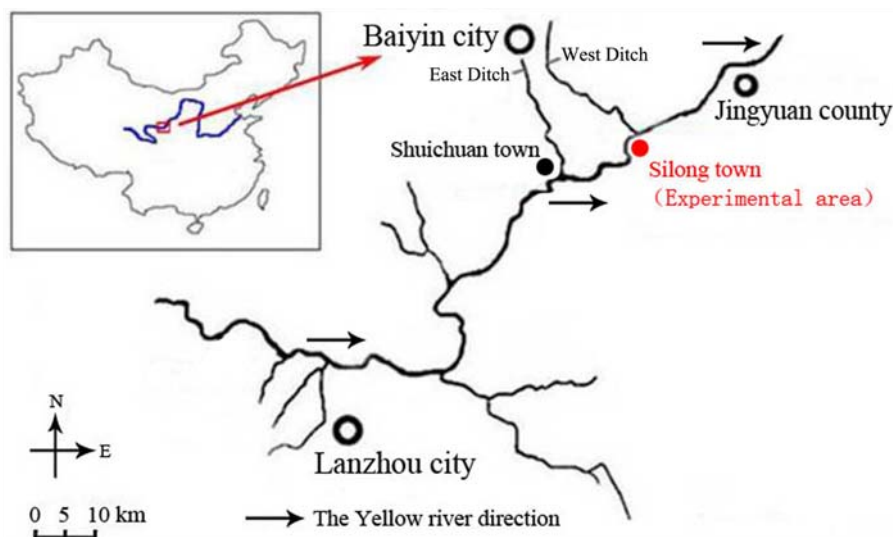 Baiyin city
West Ditch
East Ditch
Jingyuan county
Shuichuan town
Silong town
（Experimental area）
N
E
Lanzhou city
0 5 10 km
The Yellow river direction